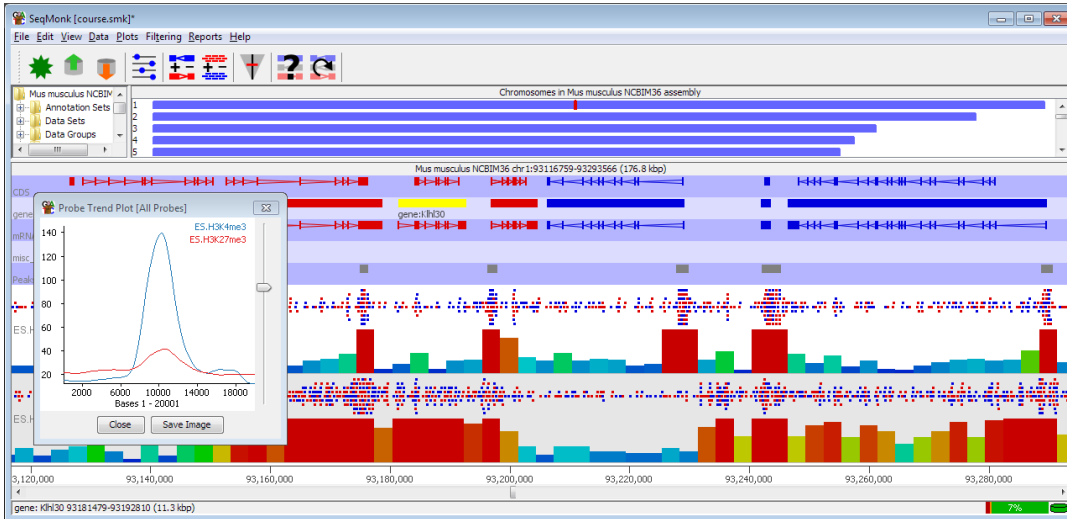 SeqMonk [course.smk]*
File Edit View Data Plots Filtering Reports Help
Mus musculus NCBIM
Annotation Sets
Data Sets
Data Groups
Chromosomes in Mus musculus NCBIM36 assembly
1
2
3
4
5
Mus musculus NCBIM36 chr1:93116759-93293566 (176.8 kbp)
CDS
gene
gene:Klhl30
mRNA
misc_
Peaks
ES.H
ES.H
Probe Trend Plot [All Probes]
ES.H3K4me3
ES.H3K27me3
140
120
100
80
60
40
20
2000 6000 10000 14000 18000
Bases 1 - 20001
Close Save Image
3,120,000 93,140,000 93,160,000 93,180,000 93,200,000 93,220,000 93,240,000 93,260,000 93,280,000
gene: Klhl30 93181479-93192810 (11.3 kbp)
7%